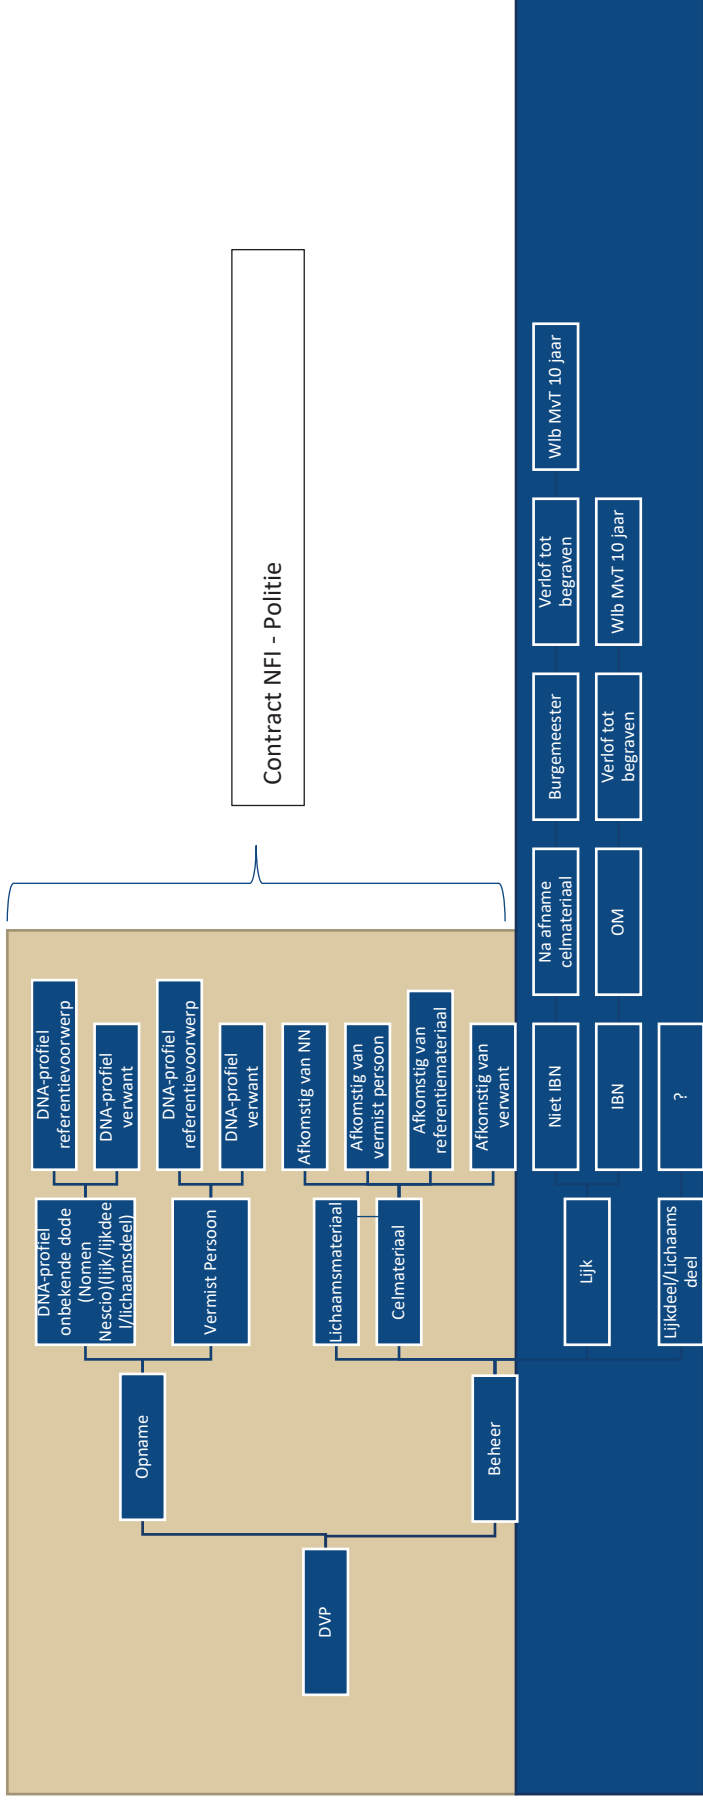 DVP
Opname
DNA-profiel
onbekende dode
(Nomen
Nescio)(lijk/lijkdee
l/lichaamsdeel)
DNA-profiel
referentievoorwerp
DNA-profiel
verwant
Vermist Persoon
DNA-profiel
referentievoorwerp
DNA-profiel
verwant
Beheer
Lichaamsmateriaal
Celmateriaal
Afkomstig van NN
Afkomstig van
vermist persoon
Afkomstig van
referentiemateriaal
Afkomstig van
verwant
Lijk
Niet IBN
Na afname
celmateriaal
Burgemeester
Verlof tot
begraven
Wlb MvT 10 jaar
IBN
OM
Verlof tot
begraven
Wlb MvT 10 jaar
Lijkdeel/Lichaams
deel
?
Contract NFI - Politie